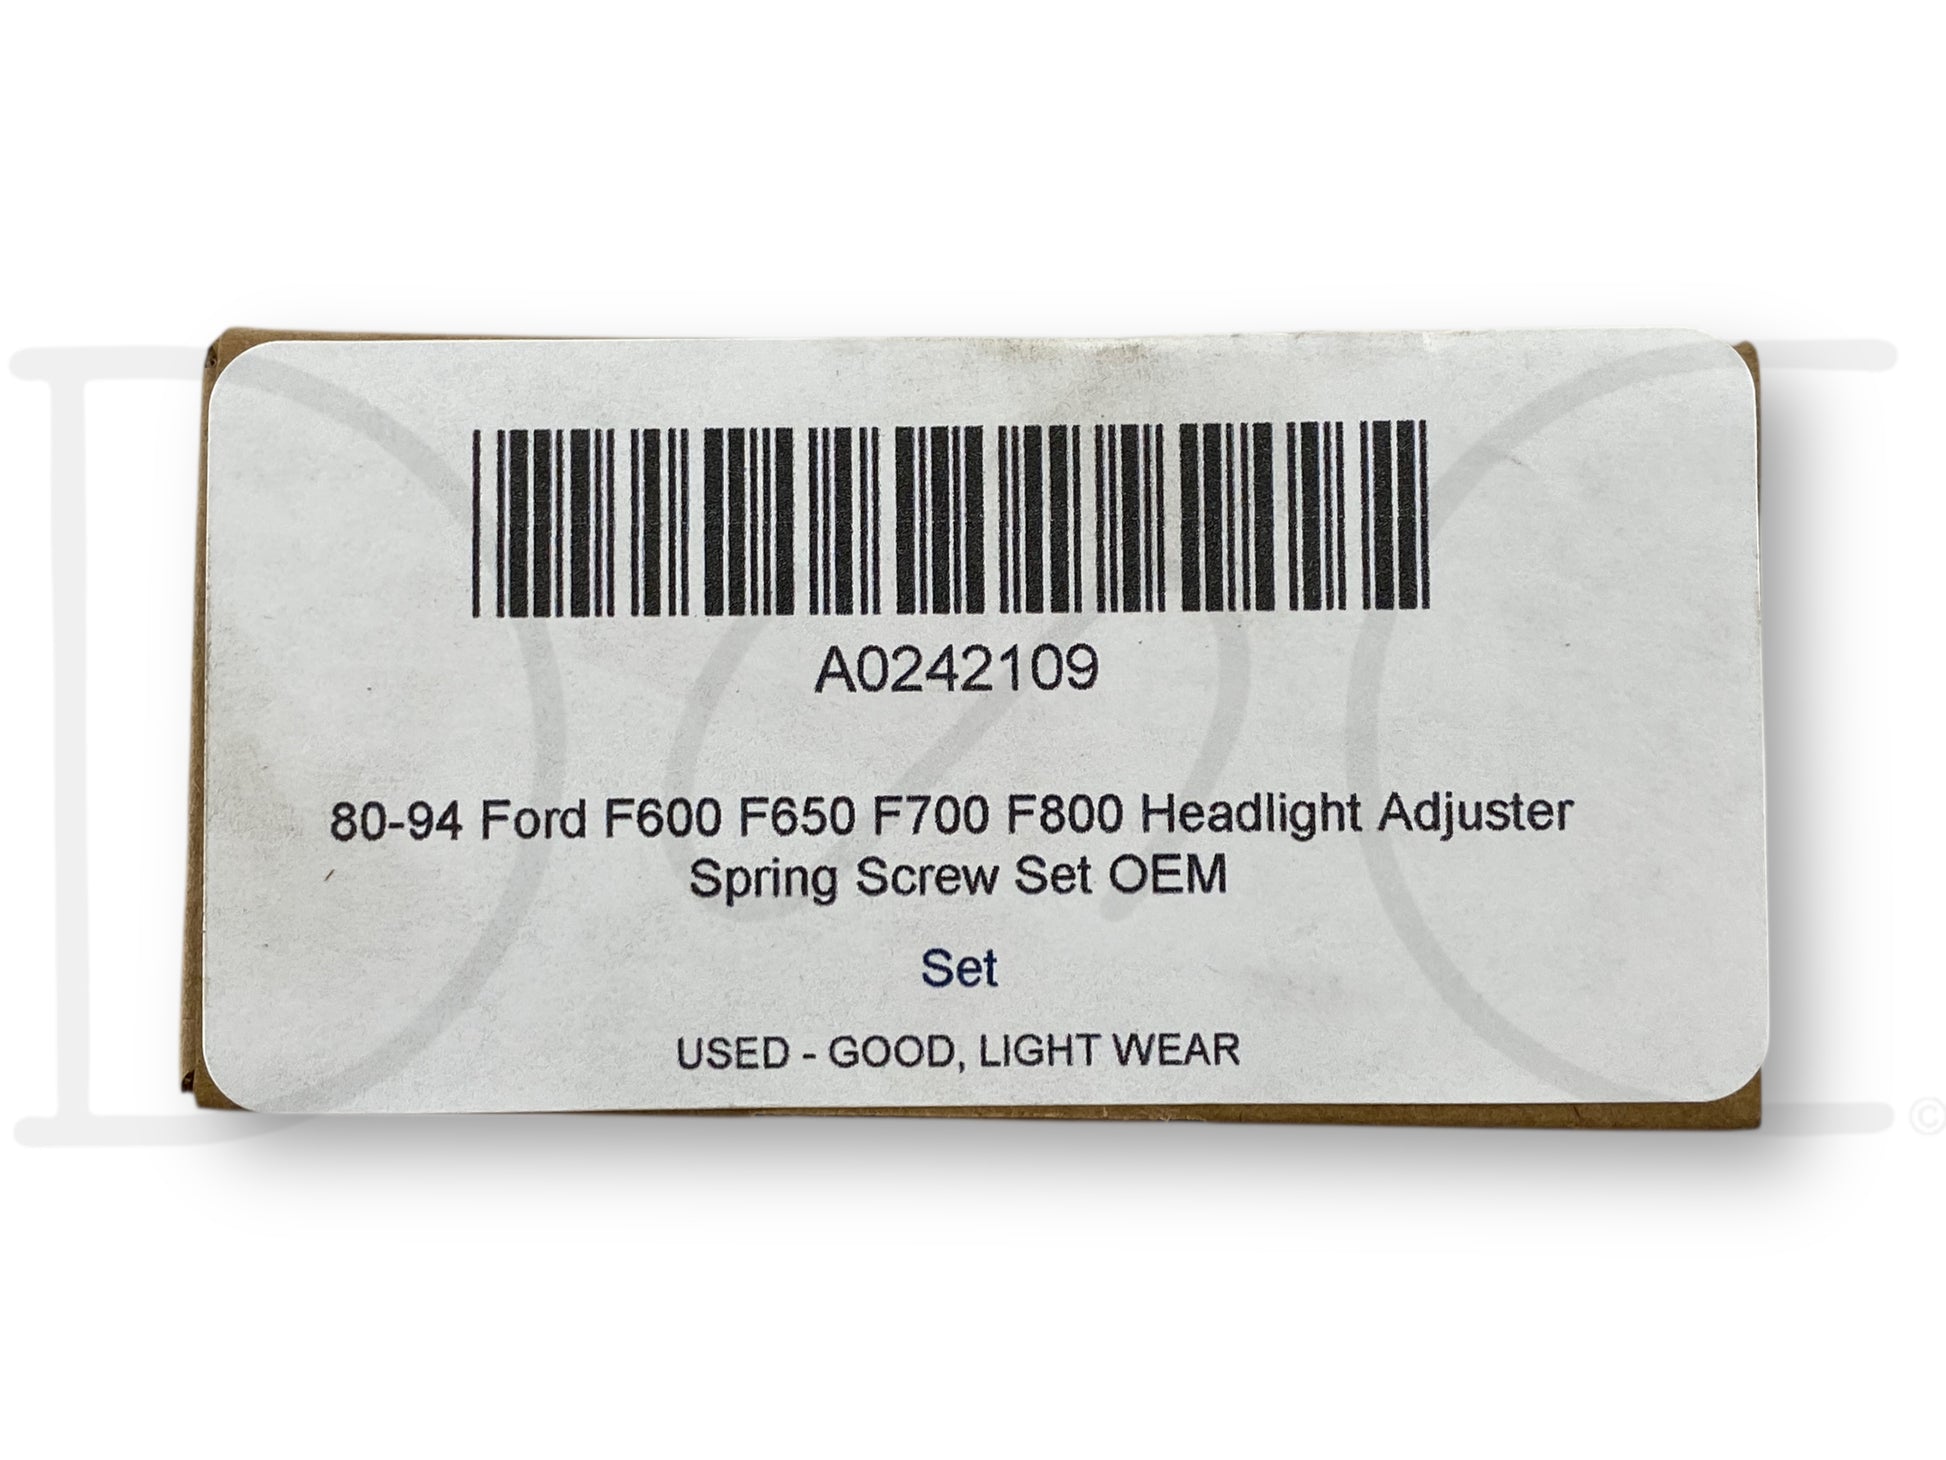 A0242109
80-94 Ford F600 F650 F700 F800 Headlight Adjuster
Spring Screw Set OEM
Set
USED - GOOD, LIGHT WEAR
©